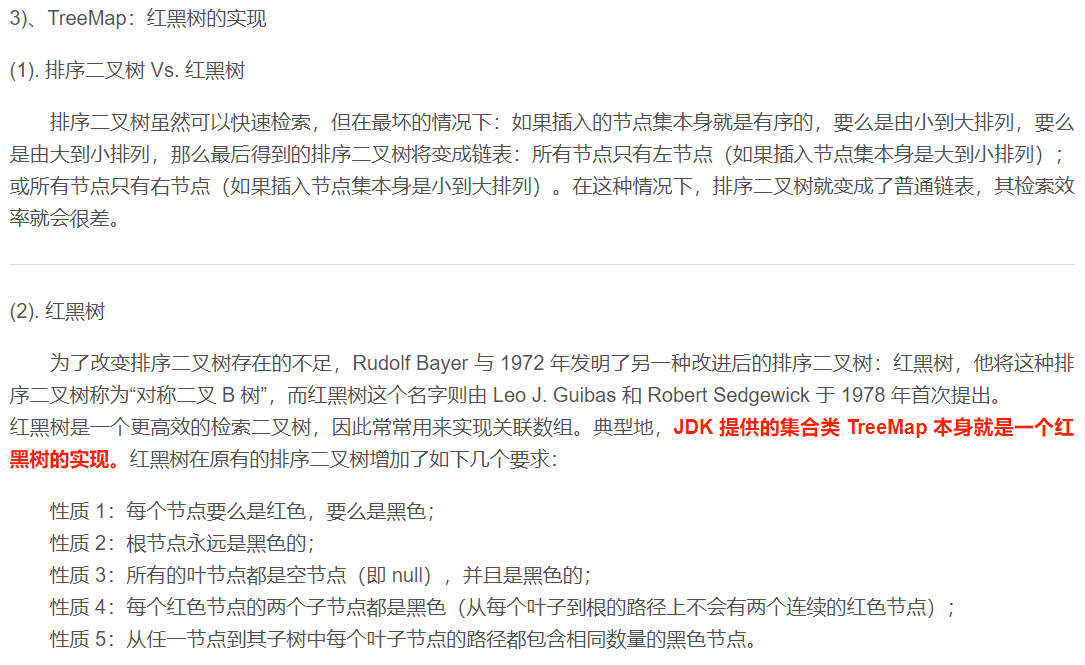 3)、TreeMap：红黑树的实现
(1). 排序二叉树 Vs. 红黑树
排序二叉树虽然可以快速检索，但在最坏的情况下：如果插入的节点集本身就是有序的，要么是由小到大排列，要么
是由大到小排列，那么最后得到的排序二叉树将变成链表：所有节点只有左节点（如果插入节点集本身是大到小排列）；
或所有节点只有右节点（如果插入节点集本身是小到大排列）。在这种情况下，排序二叉树就变成了普通链表，其检索效
率就会很差。
(2). 红黑树
为了改变排序二叉树存在的不足，Rudolf Bayer 与 1972 年发明了另一种改进后的排序二叉树：红黑树，他将这种排
序二叉树称为“对称二叉 B 树”，而红黑树这个名字则由 Leo J. Guibas 和 Robert Sedgewick 于 1978 年首次提出。
红黑树是一个更高效的检索二叉树，因此常常用来实现关联数组。典型地，JDK 提供的集合类 TreeMap 本身就是一个红
黑树的实现。红黑树在原有的排序二叉树增加了如下几个要求：
性质 1：每个节点要么是红色，要么是黑色；
性质 2：根节点永远是黑色的；
性质 3：所有的叶节点都是空节点（即 null），并且是黑色的；
性质 4：每个红色节点的两个子节点都是黑色（从每个叶子到根的路径上不会有两个连续的红色节点）；
性质 5：从任一节点到其子树中每个叶子节点的路径都包含相同数量的黑色节点。